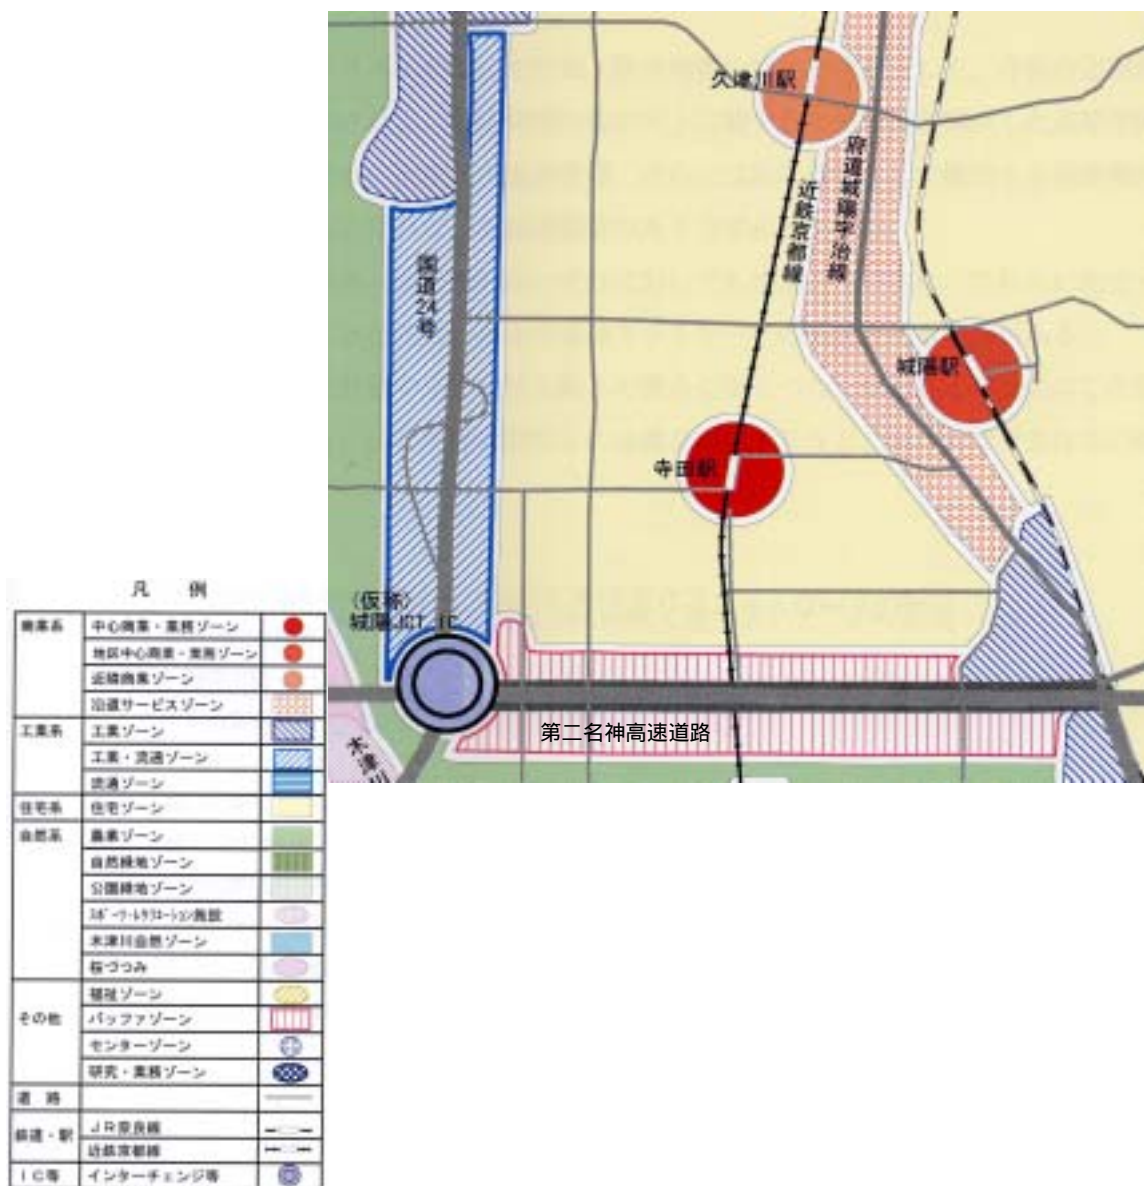 久津川駅
府道城陽宇治線
近鉄京都線
国道24号
城陽駅
寺田駅
(仮称)
城陽JCT・IC
第二名神高速道路
木津川
凡 例
商業系
中心商業・業務ゾーン
地区中心商業・業務ゾーン
近隣商業ゾーン
沿道サービスゾーン
工業系
工業ゾーン
工業・流通ゾーン
流通ゾーン
住宅系
住宅ゾーン
自然系
農業ゾーン
自然緑地ゾーン
公園緑地ゾーン
スポーツ・レクリエーション施設
木津川自然ゾーン
桜づつみ
その他
福祉ゾーン
バッファゾーン
センターゾーン
研究・業務ゾーン
道 路
鉄道・駅
JR奈良線
近鉄京都線
IC等
インターチェンジ等